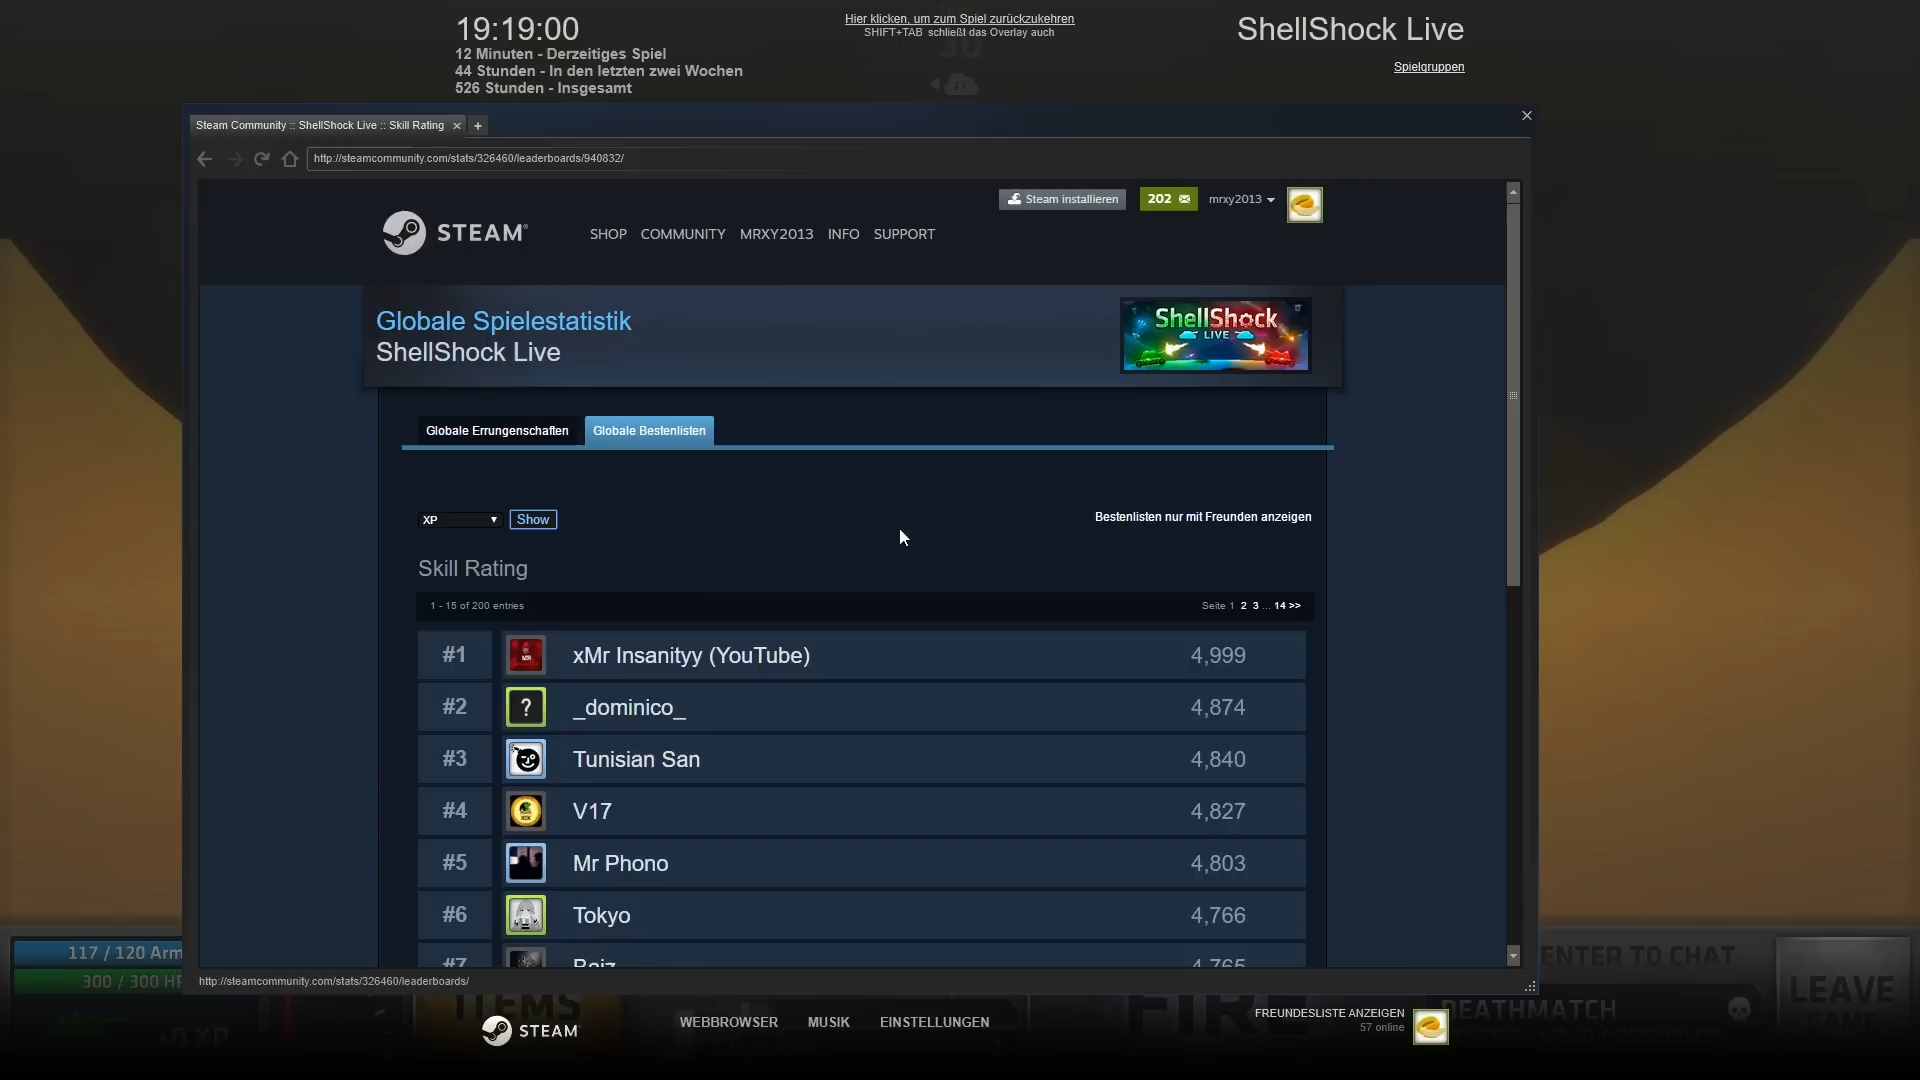 19:19:00
12 Minuten - Derzeitiges Spiel
44 Stunden - In den letzten zwei Wochen
526 Stunden - Insgesamt
Hier klicken, um zum Spiel zurückzukehren
SHIFT+TAB schließt das Overlay auch
ShellShock Live
Spielgruppen
Steam Community :: ShellShock Live :: Skill Rating
http://steamcommunity.com/stats/326460/leaderboards/940832/
Steam installieren
202
mrxy2013
STEAM
SHOP COMMUNITY MRXY2013 INFO SUPPORT
Globale Spielestatistik
ShellShock Live
ShellShock
LIVE
Globale Errungenschaften
Globale Bestenlisten
XP
Show
Bestenlisten nur mit Freunden anzeigen
Skill Rating
1 - 15 of 200 entries
Seite 1 2 3 ... 14 >>
#1 xMr Insanityy (YouTube) 4,999
#2 ? _dominico_ 4,874
#3 Tunisian San 4,840
#4 V17 4,827
#5 Mr Phono 4,803
#6 Tokyo 4,766
#7 Raiz 4,765
117 / 120 Arm
300 / 300 HP
http://steamcommunity.com/stats/326460/leaderboards/
ENTER TO CHAT
LEAVE
ITEMS
FIRE
DEATHMATCH
STEAM
WEBBROWSER MUSIK EINSTELLUNGEN
FREUNDESLISTE ANZEIGEN
57 online